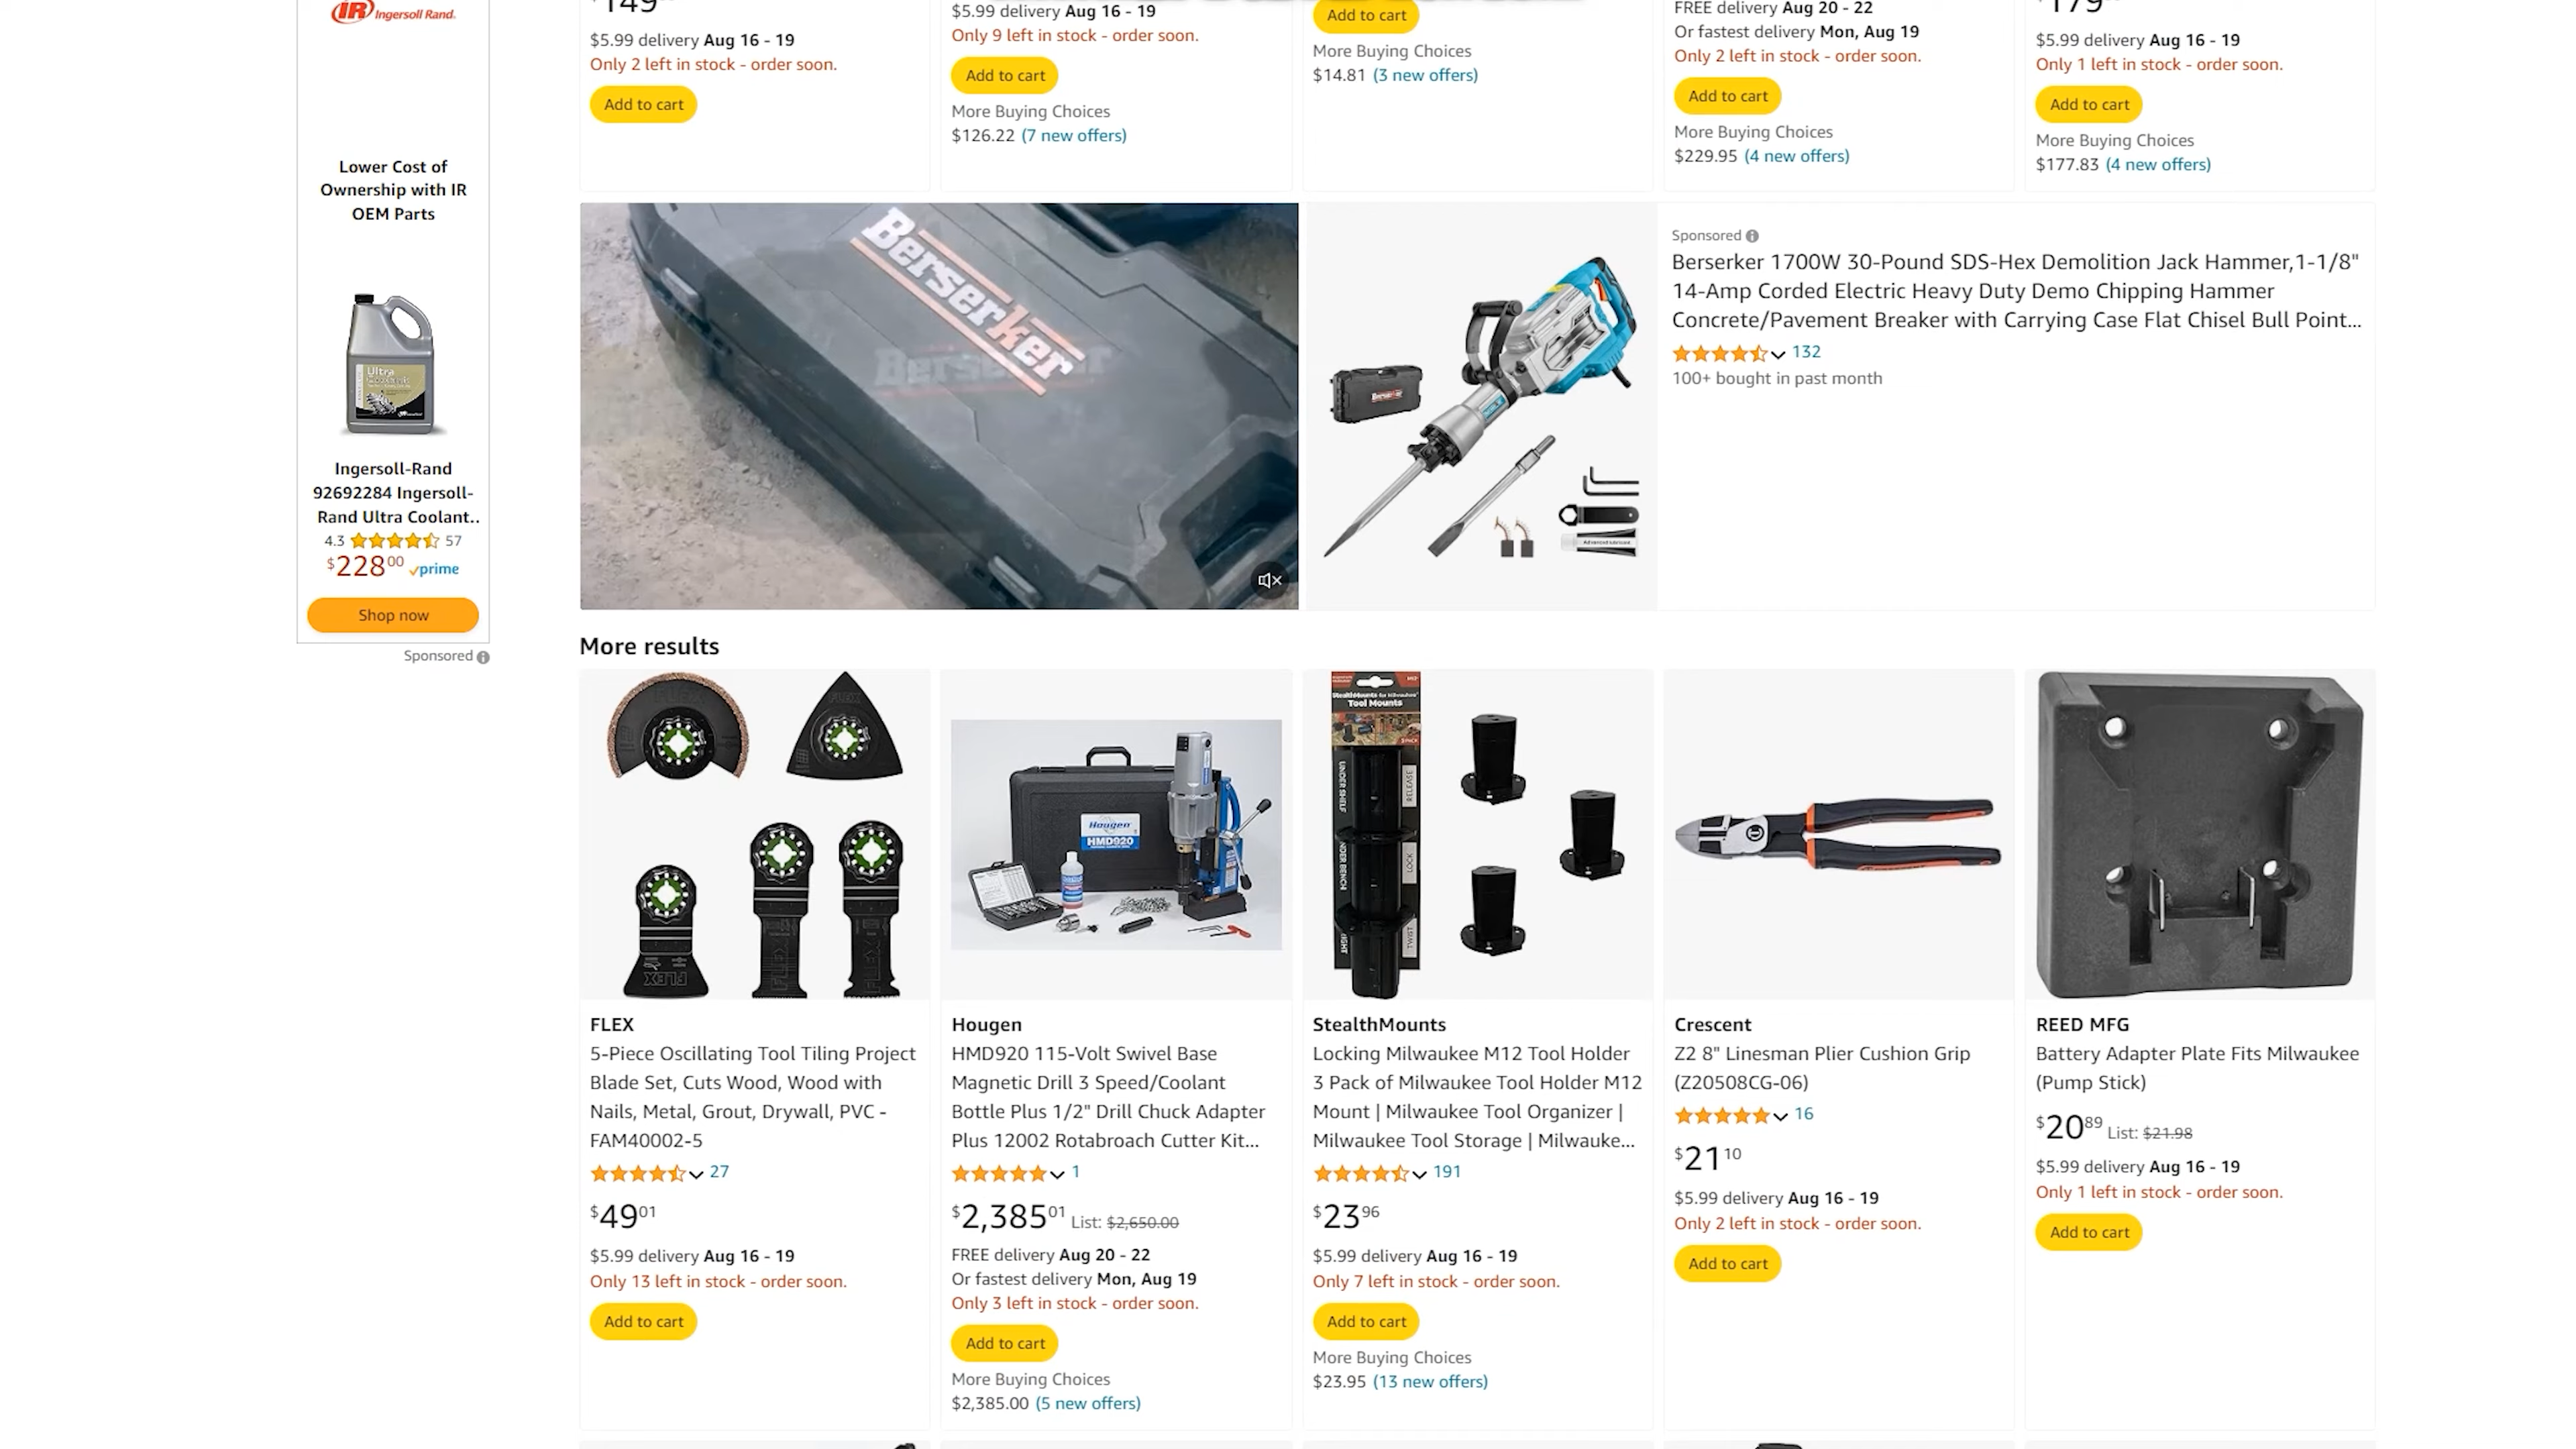 IR Ingersoll Rand.
Lower Cost of
Ownership with IR
OEM Parts
Ultra
Ingersoll-Rand
92692284 Ingersoll-
Rand Ultra Coolant..
4.3 57
$228 00 prime
Shop now
Sponsored
$5.99 delivery Aug 16 - 19
Only 2 left in stock - order soon.
Add to cart
$5.99 delivery Aug 16 - 19
Only 9 left in stock - order soon.
Add to cart
More Buying Choices
$126.22 (7 new offers)
Add to cart
More Buying Choices
$14.81 (3 new offers)
FREE delivery Aug 20 - 22
Or fastest delivery Mon, Aug 19
Only 2 left in stock - order soon.
Add to cart
More Buying Choices
$229.95 (4 new offers)
$5.99 delivery Aug 16 - 19
Only 1 left in stock - order soon.
Add to cart
More Buying Choices
$177.83 (4 new offers)
Berserker
Berserker
Sponsored
Berserker 1700W 30-Pound SDS-Hex Demolition Jack Hammer,1-1/8"
14-Amp Corded Electric Heavy Duty Demo Chipping Hammer
Concrete/Pavement Breaker with Carrying Case Flat Chisel Bull Point...
132
100+ bought in past month
More results
FLEX
FLEX
FLEX
Hougen
HMD920
StealthMounts for Milwaukee
Tool Mounts
UNDER SHELF
RELEASE
LOCK
TWIST
FLEX
5-Piece Oscillating Tool Tiling Project
Blade Set, Cuts Wood, Wood with
Nails, Metal, Grout, Drywall, PVC -
FAM40002-5
27
$49 01
$5.99 delivery Aug 16 - 19
Only 13 left in stock - order soon.
Add to cart
Hougen
HMD920 115-Volt Swivel Base
Magnetic Drill 3 Speed/Coolant
Bottle Plus 1/2" Drill Chuck Adapter
Plus 12002 Rotabroach Cutter Kit...
1
$2,385 01 List: $2,650.00
FREE delivery Aug 20 - 22
Or fastest delivery Mon, Aug 19
Only 3 left in stock - order soon.
Add to cart
More Buying Choices
$2,385.00 (5 new offers)
StealthMounts
Locking Milwaukee M12 Tool Holder
3 Pack of Milwaukee Tool Holder M12
Mount | Milwaukee Tool Organizer |
Milwaukee Tool Storage | Milwauke...
191
$23 96
$5.99 delivery Aug 16 - 19
Only 7 left in stock - order soon.
Add to cart
More Buying Choices
$23.95 (13 new offers)
Crescent
Z2 8" Linesman Plier Cushion Grip
(Z20508CG-06)
16
$21 10
$5.99 delivery Aug 16 - 19
Only 2 left in stock - order soon.
Add to cart
REED MFG
Battery Adapter Plate Fits Milwaukee
(Pump Stick)
$20 89 List: $21.98
$5.99 delivery Aug 16 - 19
Only 1 left in stock - order soon.
Add to cart